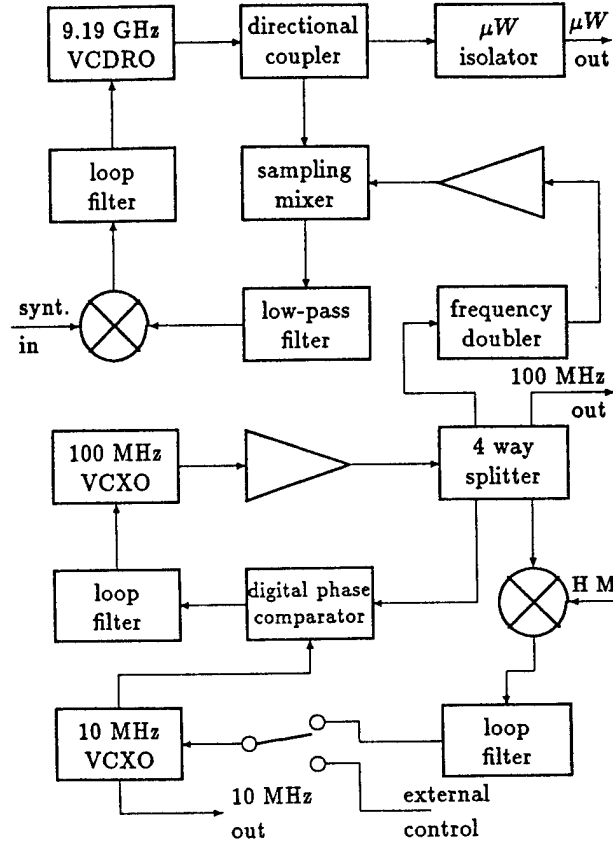 9.19 GHz
VCDRO
directional
coupler
μW
isolator
μW
out
loop
filter
sampling
mixer
synt.
in
low-pass
filter
frequency
doubler
100 MHz
out
100 MHz
VCXO
4 way
splitter
loop
filter
digital phase
comparator
H M
10 MHz
VCXO
loop
filter
10 MHz
out
external
control